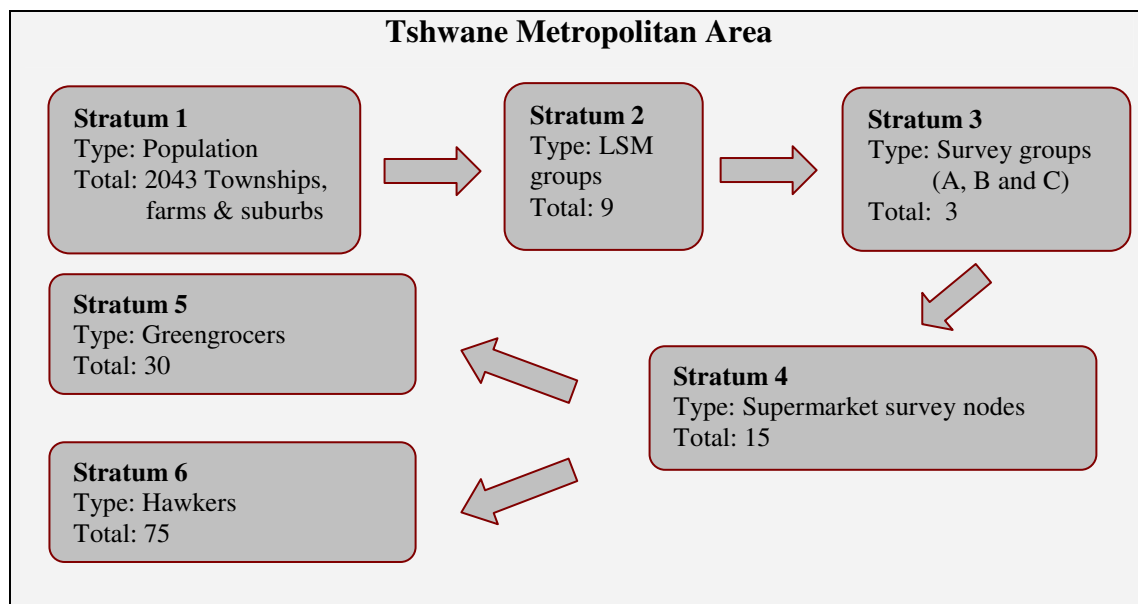 Tshwane Metropolitan Area
Stratum 1
Type: Population
Total: 2043 Townships,
farms & suburbs
Stratum 2
Type: LSM
groups
Total: 9
Stratum 3
Type: Survey groups
(A, B and C)
Total: 3
Stratum 4
Type: Supermarket survey nodes
Total: 15
Stratum 5
Type: Greengrocers
Total: 30
Stratum 6
Type: Hawkers
Total: 75